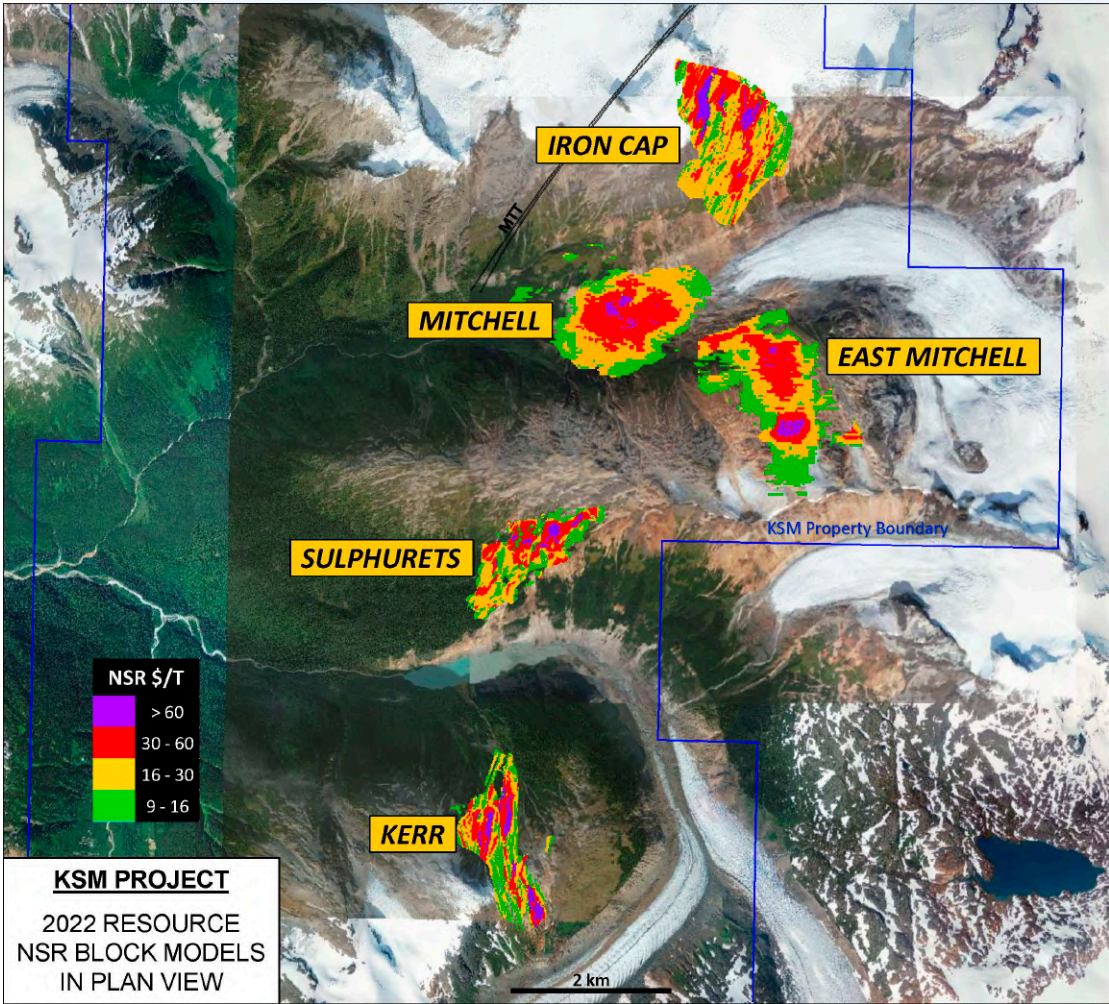 IRON CAP
MTT
MITCHELL
EAST MITCHELL
KSM Property Boundary
SULPHURETS
NSR $/T
> 60
30 - 60
16 - 30
9 - 16
KERR
KSM PROJECT
2022 RESOURCE
NSR BLOCK MODELS
IN PLAN VIEW
2 km